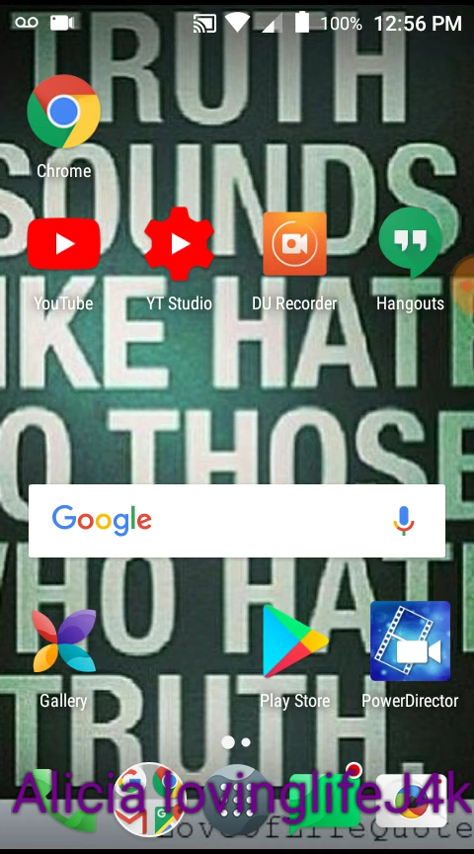 100% 12:56 PM
TRUTH
Chrome
SOUNDS
YouTube YT Studio DU Recorder Hangouts
LIKE HATE
TO THOSE
Google
WHO HATE
Gallery Play Store PowerDirector
TRUTH.
Alicia lovinglifeJ4k
LoveOfLifeQuote